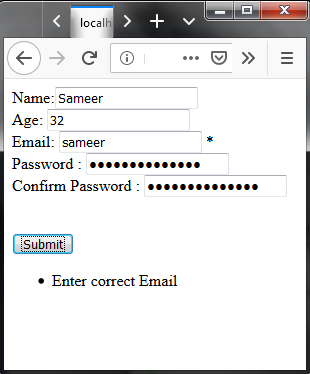 localh
Name: Sameer
Age: 32
Email: sameer *
Password : ●●●●●●●●●●●●●●
Confirm Password : ●●●●●●●●●●●●●●
Submit
• Enter correct Email